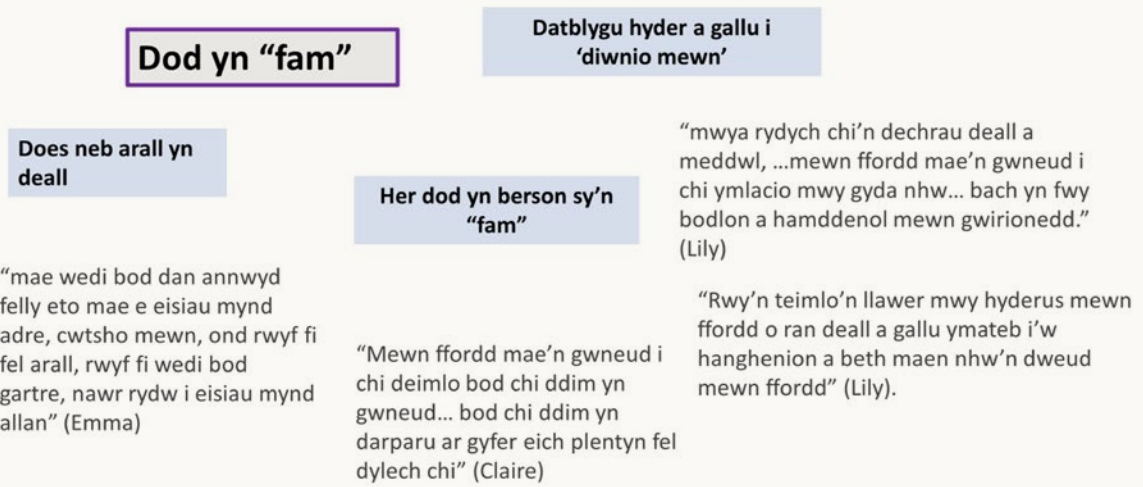 Dod yn “fam”
Datblygu hyder a gallu i
‘diwnio mewn’
Does neb arall yn
deall
“mae wedi bod dan annwyd
felly eto mae e eisiau mynd
adre, cwtsho mewn, ond rwyf fi
fel arall, rwyf fi wedi bod
gartre, nawr rydw i eisiau mynd
allan” (Emma)
Her dod yn berson sy’n
“fam”
“Mewn ffordd mae’n gwneud i
chi deimlo bod chi ddim yn
gwneud… bod chi ddim yn
darparu ar gyfer eich plentyn fel
dylech chi” (Claire)
“mwya rydych chi’n dechrau deall a
meddwl, …mewn ffordd mae’n gwneud i
chi ymlacio mwy gyda nhw… bach yn fwy
bodlon a hamddenol mewn gwirionedd.”
(Lily)
“Rwy’n teimlo’n llawer mwy hyderus mewn
ffordd o ran deall a gallu ymateb i’w
hanghenion a beth maen nhw’n dweud
mewn ffordd” (Lily).